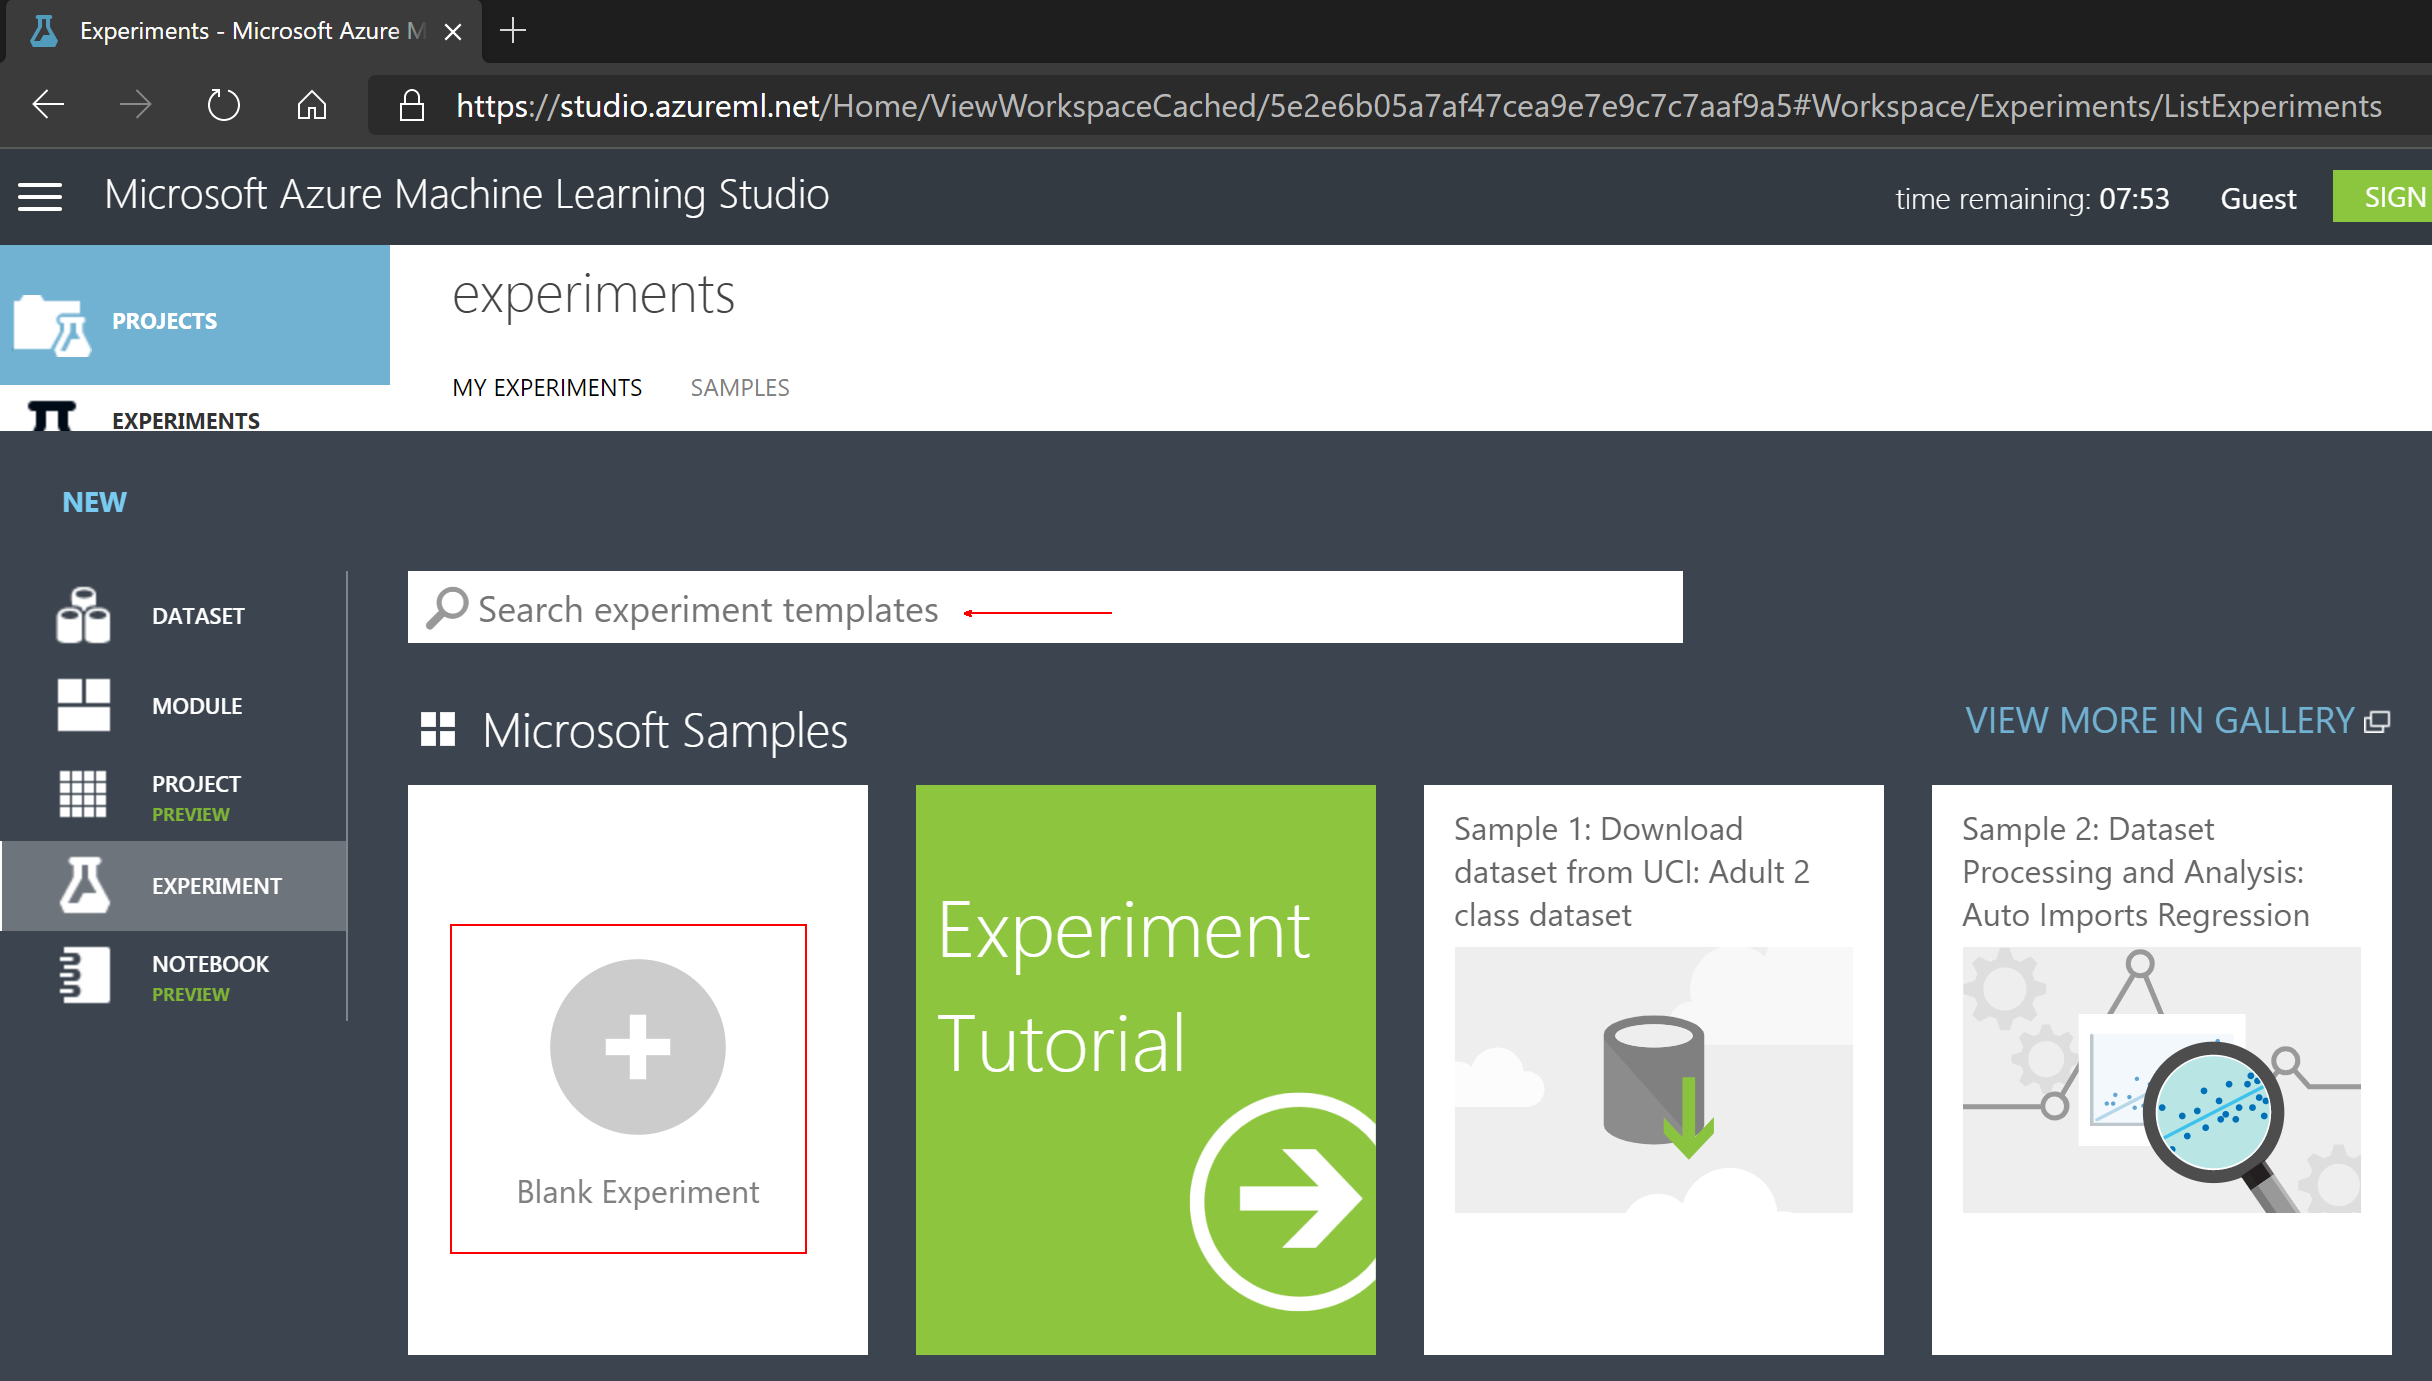 Experiments - Microsoft Azure M
https://studio.azureml.net/Home/ViewWorkspaceCached/5e2e6b05a7af47cea9e7e9c7c7aaf9a5#Workspace/Experiments/ListExperiments
Microsoft Azure Machine Learning Studio
time remaining: 07:53
Guest
SIGN
PROJECTS
EXPERIMENTS
experiments
MY EXPERIMENTS
SAMPLES
NEW
DATASET
MODULE
PROJECT
PREVIEW
EXPERIMENT
NOTEBOOK
PREVIEW
Search experiment templates
Microsoft Samples
VIEW MORE IN GALLERY
Blank Experiment
Experiment
Tutorial
Sample 1: Download
dataset from UCI: Adult 2
class dataset
Sample 2: Dataset
Processing and Analysis:
Auto Imports Regression